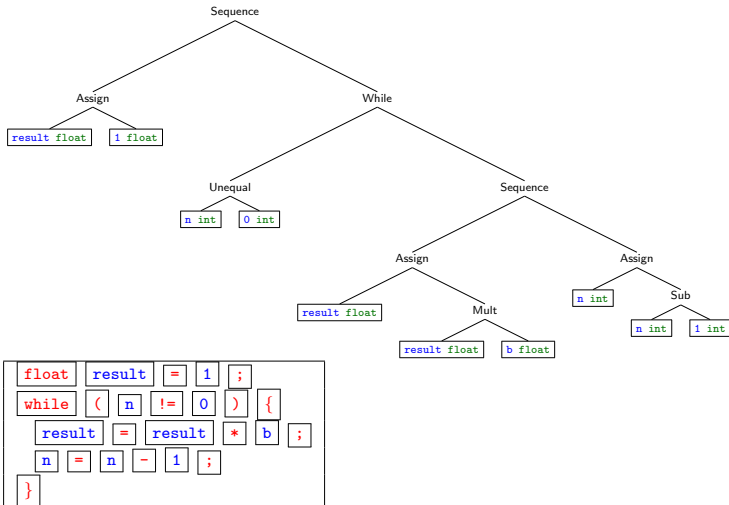 Sequence
Assign While
result float 1 float
Unequal Sequence
n int 0 int
Assign Assign
result float n int Sub
Mult
n int 1 int
result float b float
float result = 1 ;
while ( n != 0 ) {
result = result * b ;
n = n - 1 ;
}